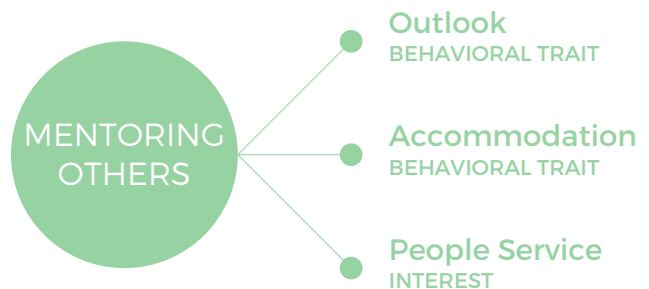 MENTORING
OTHERS
Outlook
BEHAVIORAL TRAIT
Accommodation
BEHAVIORAL TRAIT
People Service
INTEREST